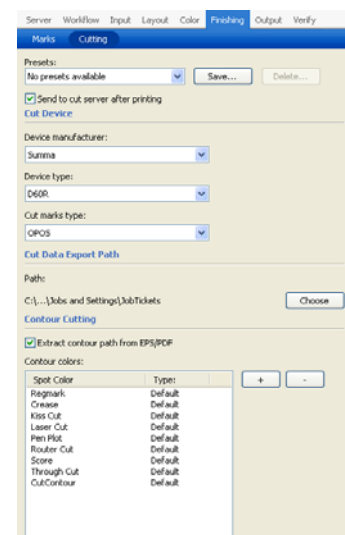 Server Workflow Input Layout Color Finishing Output Verify
Marks Cutting
Presets:
No presets available Save... Delete...
Send to cut server after printing
Cut Device
Device manufacturer:
Summa
Device type:
D60R
Cut marks type:
OPOS
Cut Data Export Path
Path:
C:\...\Jobs and Settings\JobTickets Choose
Contour Cutting
Extract contour path from EPS/PDF
Contour colors:
Spot Color Type: + -
Regmark Default
Crease Default
Kiss Cut Default
Laser Cut Default
Pen Plot Default
Router Cut Default
Score Default
Through Cut Default
CutContour Default